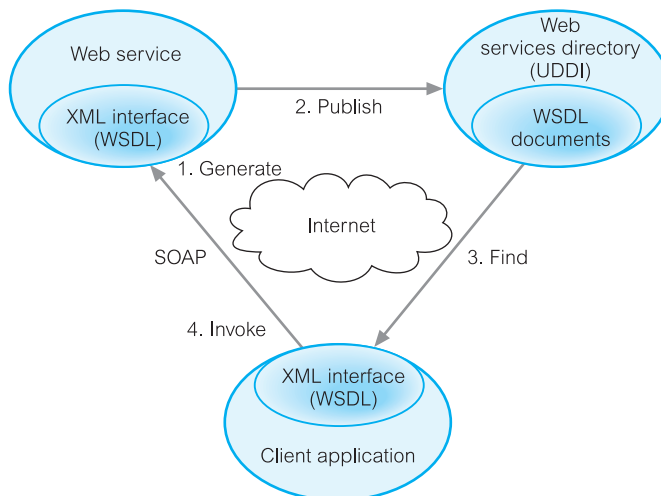 Web service
XML interface
(WSDL)
1. Generate
2. Publish
Web
services directory
(UDDI)
WSDL
documents
Internet
SOAP
3. Find
4. Invoke
XML interface
(WSDL)
Client application